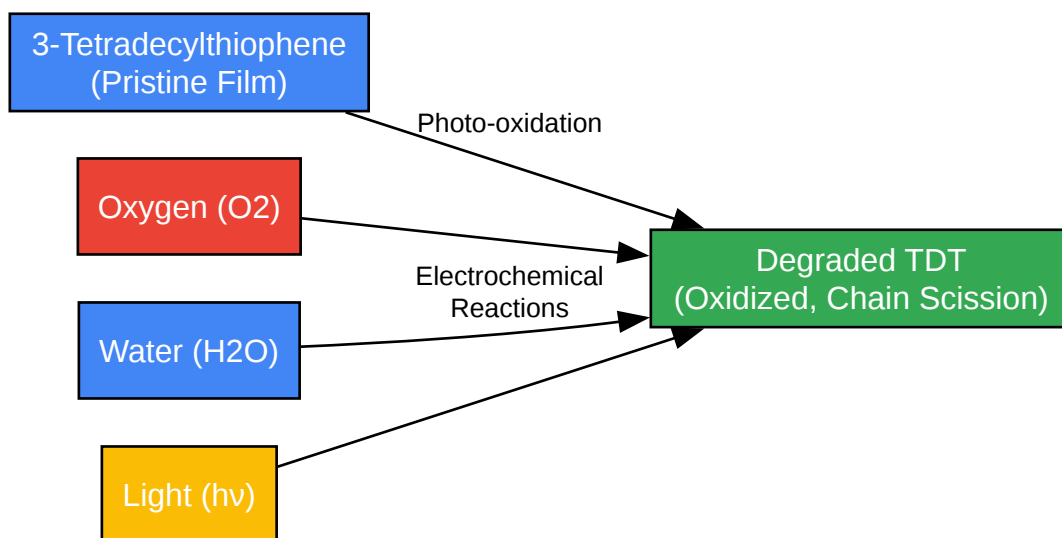 3-Tetradecylthiophene
(Pristine Film)
Photo-oxidation
Oxygen (O2)
Electrochemical
Reactions
Degraded TDT
(Oxidized, Chain Scission)
Water (H2O)
Light (hν)